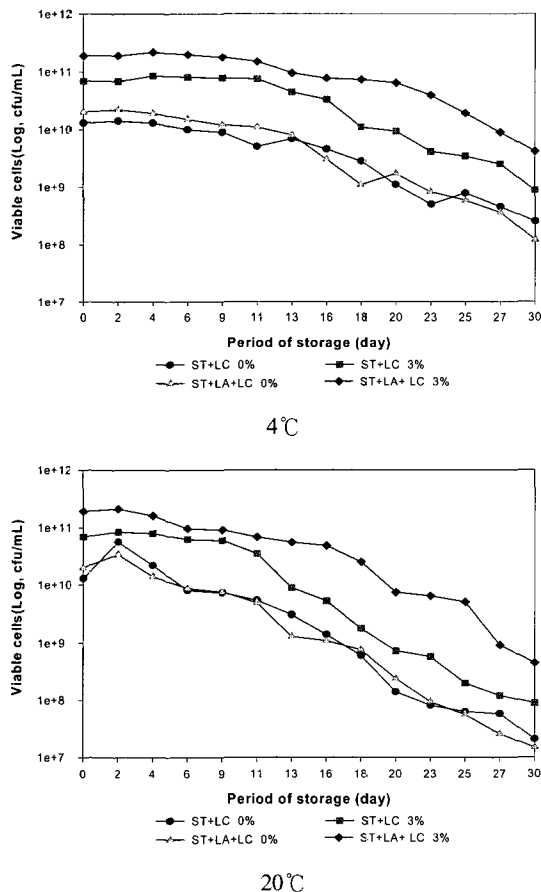 1e+12
1e+11
1e+10
1e+9
1e+8
1e+7
Viable cells(Log, cfu/mL)
0 2 4 6 9 11 13 16 18 20 23 25 27 30
Period of storage (day)
ST+LC 0% ST+LC 3%
ST+LA+LC 0% ST+LA+ LC 3%
4℃
1e+12
1e+11
1e+10
1e+9
1e+8
1e+7
Viable cells(Log, cfu/mL)
0 2 4 6 9 11 13 16 18 20 23 25 27 30
Period of storage (day)
ST+LC 0% ST+LC 3%
ST+LA+LC 0% ST+LA+ LC 3%
20℃